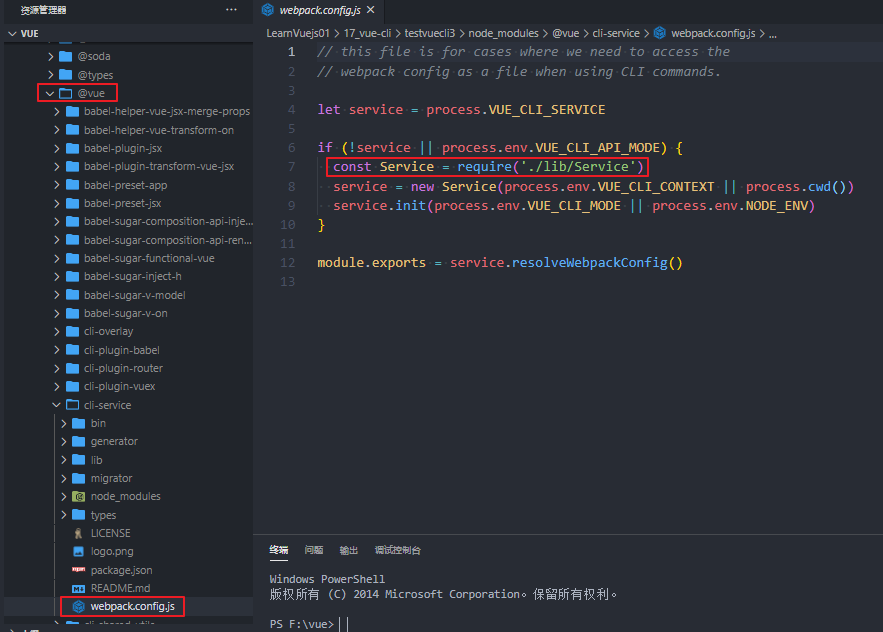 资源管理器
VUE
@soda
@types
@vue
babel-helper-vue-jsx-merge-props
babel-helper-vue-transform-on
babel-plugin-jsx
babel-plugin-transform-vue-jsx
babel-preset-app
babel-preset-jsx
babel-sugar-composition-api-inje...
babel-sugar-composition-api-ren...
babel-sugar-functional-vue
babel-sugar-inject-h
babel-sugar-v-model
babel-sugar-v-on
cli-overlay
cli-plugin-babel
cli-plugin-router
cli-plugin-vuex
cli-service
bin
generator
lib
migrator
node_modules
types
LICENSE
logo.png
package.json
README.md
webpack.config.js
webpack.config.js ×
LearnVuejs01 > 17_vue-cli > testvuecli3 > node_modules > @vue > cli-service > webpack.config.js > ...
1 // this file is for cases where we need to access the
2 // webpack config as a file when using CLI commands.
3
4 let service = process.VUE_CLI_SERVICE
5
6 if (!service || process.env.VUE_CLI_API_MODE) {
7 const Service = require('./lib/Service')
8 service = new Service(process.env.VUE_CLI_CONTEXT || process.cwd())
9 service.init(process.env.VUE_CLI_MODE || process.env.NODE_ENV)
10 }
11
12 module.exports = service.resolveWebpackConfig()
13
终端 问题 输出 调试控制台
Windows PowerShell
版权所有 (C) 2014 Microsoft Corporation。保留所有权利。
PS F:\vue>